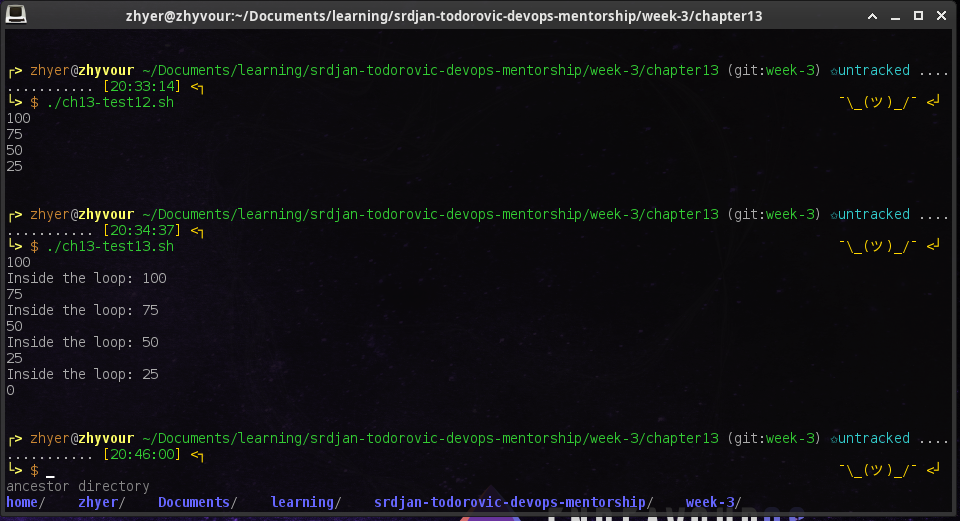 zhyer@zhyvour:~/Documents/learning/srdjan-todorovic-devops-mentorship/week-3/chapter13
┌> zhyer@zhyvour ~/Documents/learning/srdjan-todorovic-devops-mentorship/week-3/chapter13 (git:week-3) ✩untracked ....
........... [20:33:14] <┐
└> $ ./ch13-test12.sh ¯\_(ツ)_/¯ <┘
100
75
50
25
┌> zhyer@zhyvour ~/Documents/learning/srdjan-todorovic-devops-mentorship/week-3/chapter13 (git:week-3) ✩untracked ....
........... [20:34:37] <┐
└> $ ./ch13-test13.sh ¯\_(ツ)_/¯ <┘
100
Inside the loop: 100
75
Inside the loop: 75
50
Inside the loop: 50
25
Inside the loop: 25
0
┌> zhyer@zhyvour ~/Documents/learning/srdjan-todorovic-devops-mentorship/week-3/chapter13 (git:week-3) ✩untracked ....
........... [20:46:00] <┐
└> $ _ ¯\_(ツ)_/¯ <┘
ancestor directory
home/ zhyer/ Documents/ learning/ srdjan-todorovic-devops-mentorship/ week-3/